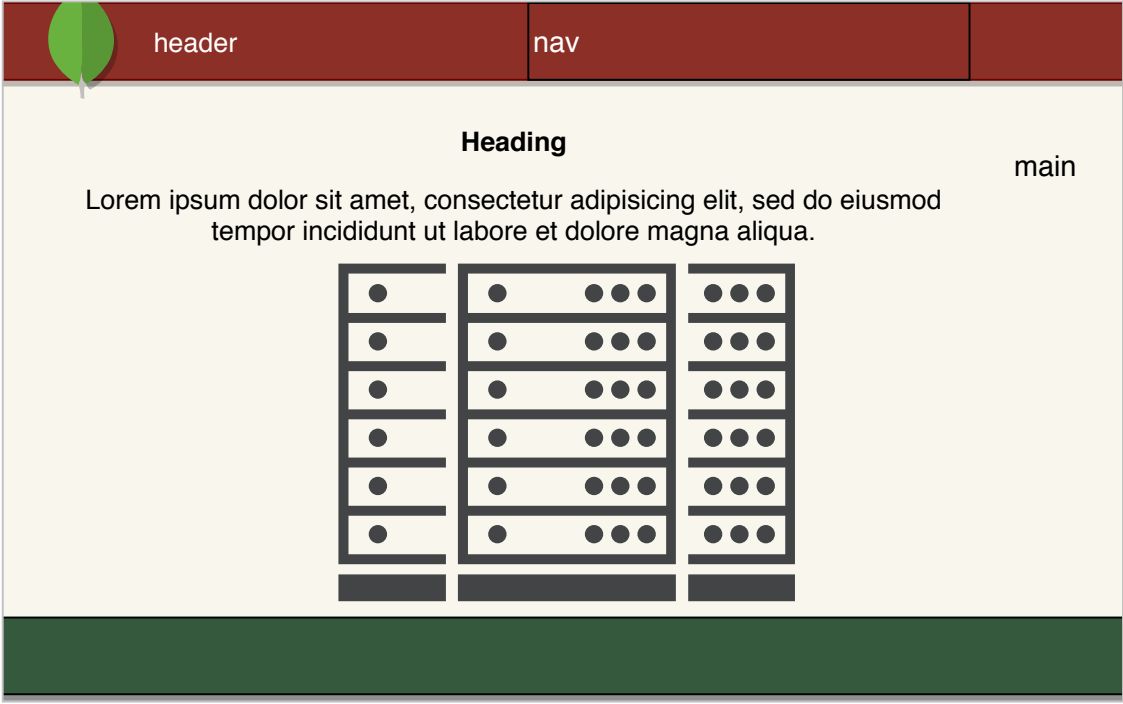 header
nav
Heading
main
Lorem ipsum dolor sit amet, consectetur adipisicing elit, sed do eiusmod
tempor incididunt ut labore et dolore magna aliqua.